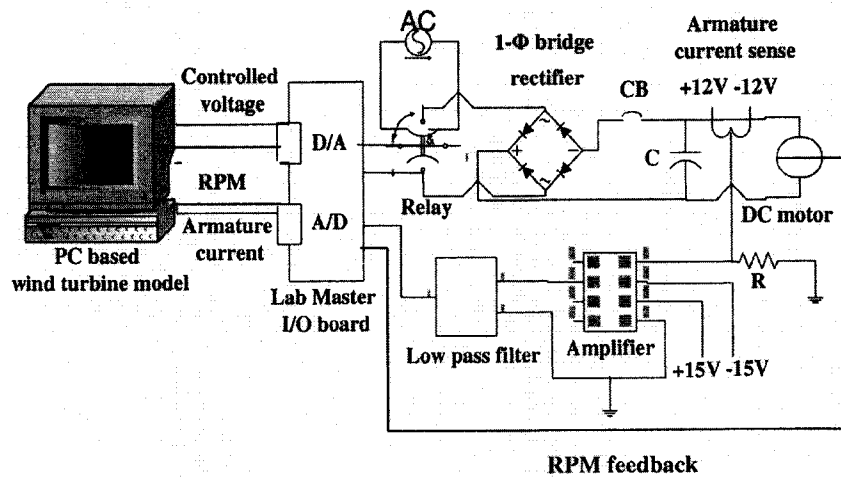 AC
1-Φ bridge
rectifier
Armature
current sense
+12V -12V
CB
Controlled
voltage
D/A
C
RPM
Relay
DC motor
A/D
Armature
current
PC based
wind turbine model
R
Lab Master
I/O board
Low pass filter
Amplifier
+15V -15V
RPM feedback